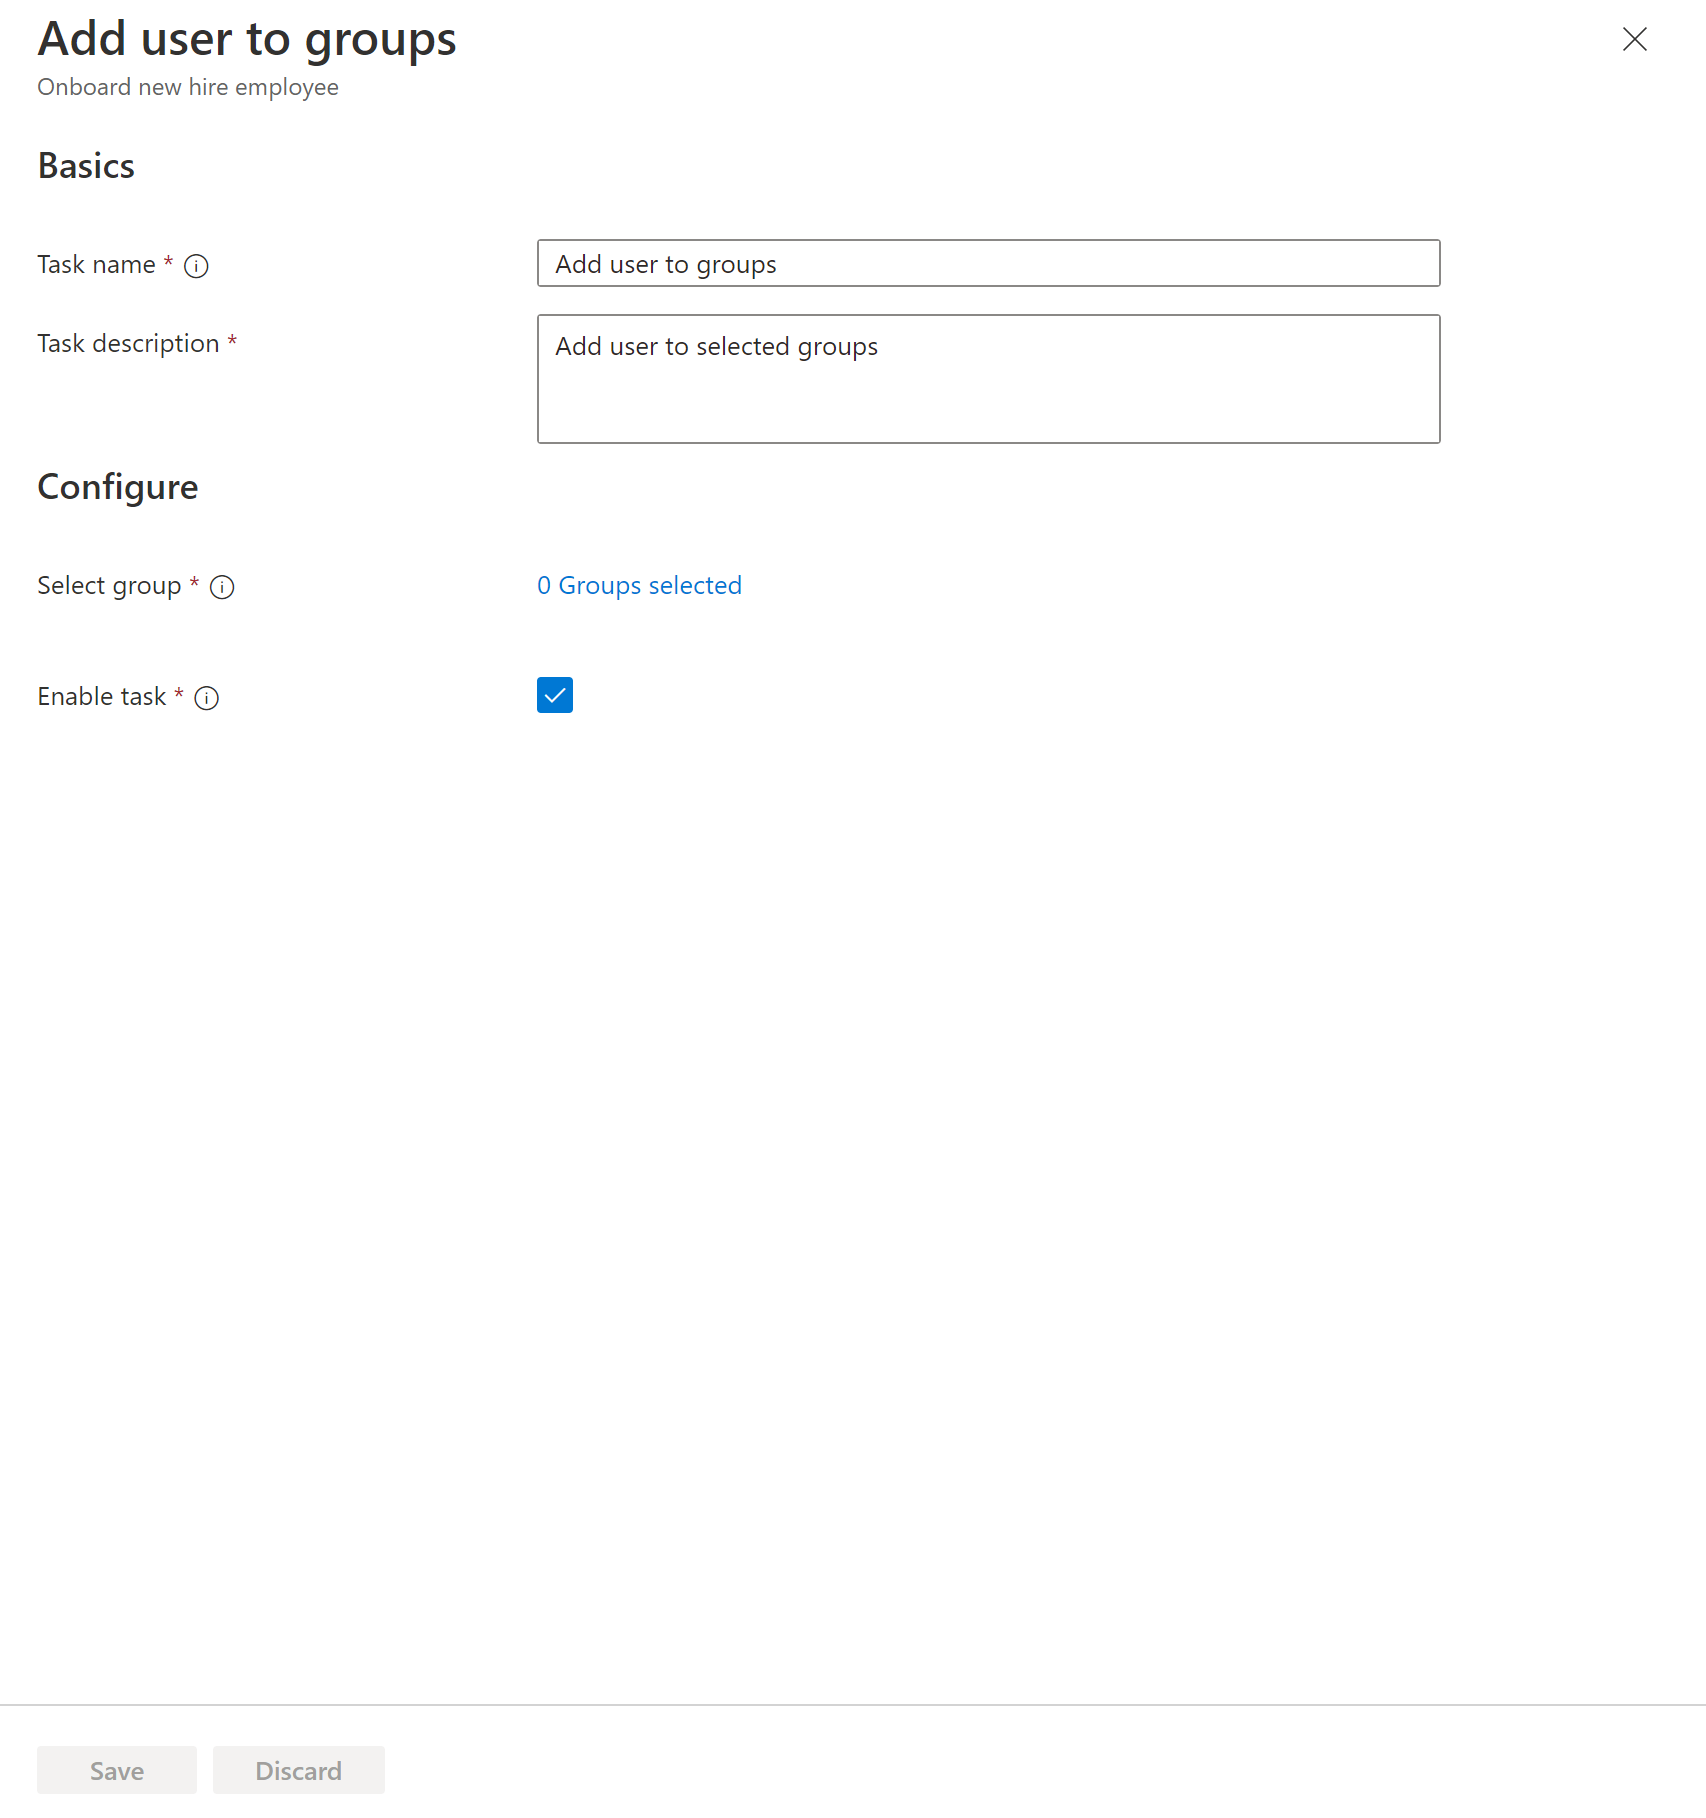 Add user to groups
Onboard new hire employee
Basics
Task name *
Add user to groups
Task description *
Add user to selected groups
Configure
Select group *
0 Groups selected
Enable task *
Save
Discard